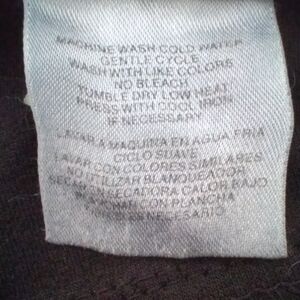 MACHINE WASH COLD WATER
GENTLE CYCLE
WASH WITH LIKE COLORS
NO BLEACH
TUMBLE DRY LOW HEAT
PRESS WITH COOL IRON
IF NECESSARY
LAVAR A MAQUINA EN AGUA FRIA
CICLO SUAVE
LAVAR CON COLORES SIMILARES
NO UTILIZAR BLANQUEADOR
SECAR EN SECADORA CALOR BAJO
PLANCHAR CON PLANCHA
ES NECESARIO